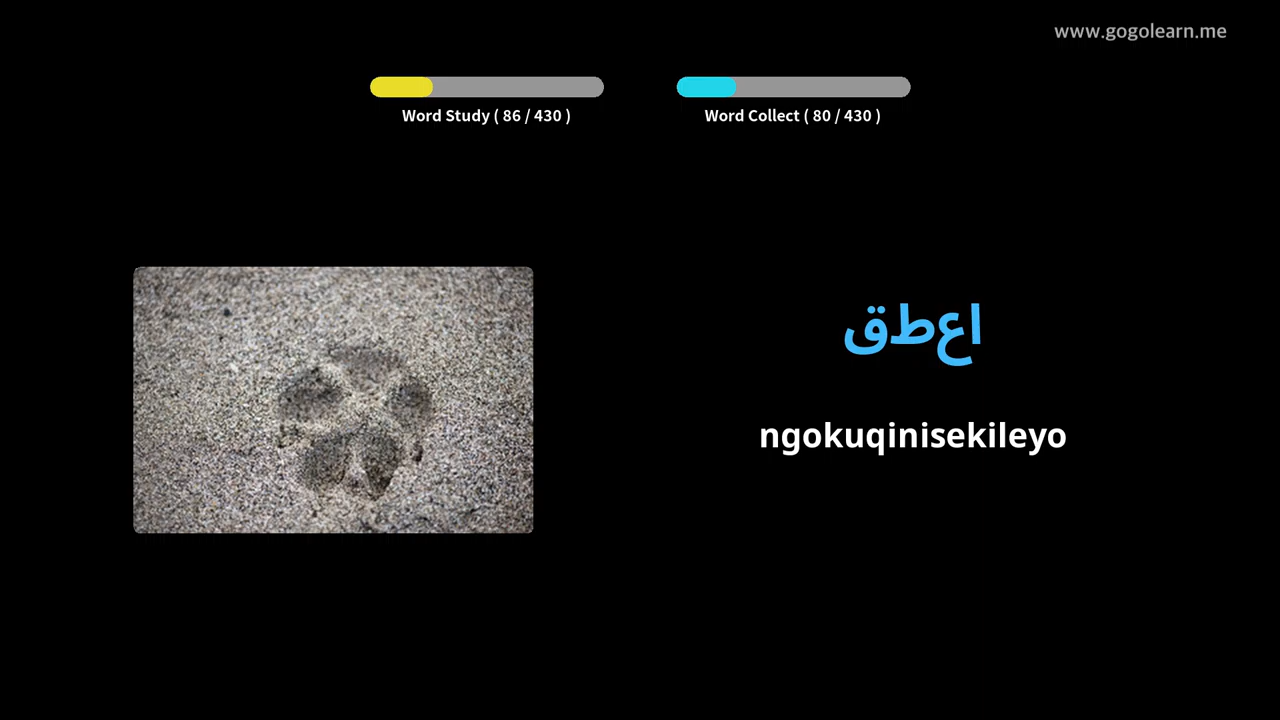 www.gogolearn.me
Word Study ( 86 / 430 )
Word Collect ( 80 / 430 )
اعطق
ngokuqinisekileyo